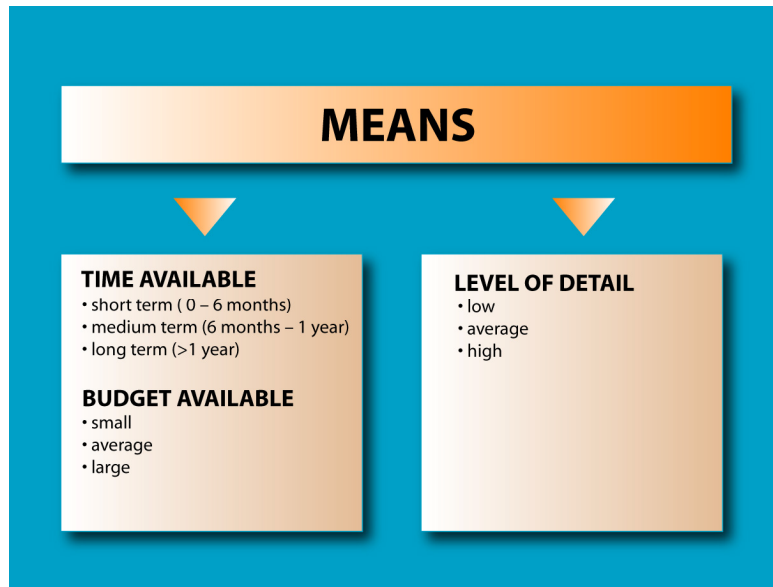 MEANS
TIME AVAILABLE
• short term ( 0 – 6 months)
• medium term (6 months – 1 year)
• long term (>1 year)
BUDGET AVAILABLE
• small
• average
• large
LEVEL OF DETAIL
• low
• average
• high